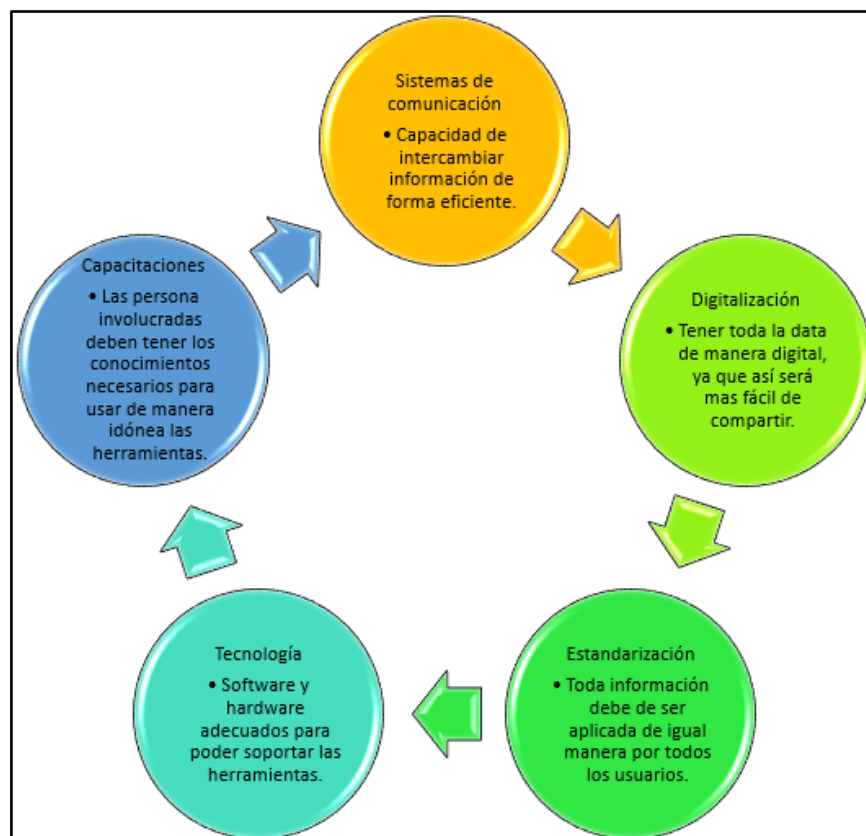 Sistemas de
comunicación
• Capacidad de
intercambiar
información de
forma eficiente.
Digitalización
• Tener toda la data
de manera digital,
ya que así será
mas fácil de
compartir.
Estandarización
• Toda información
debe de ser
aplicada de igual
manera por todos
los usuarios.
Tecnología
• Software y
hardware
adecuados para
poder soportar las
herramientas.
Capacitaciones
• Las persona
involucradas
deben tener los
conocimientos
necesarios para
usar de manera
idónea las
herramientas.